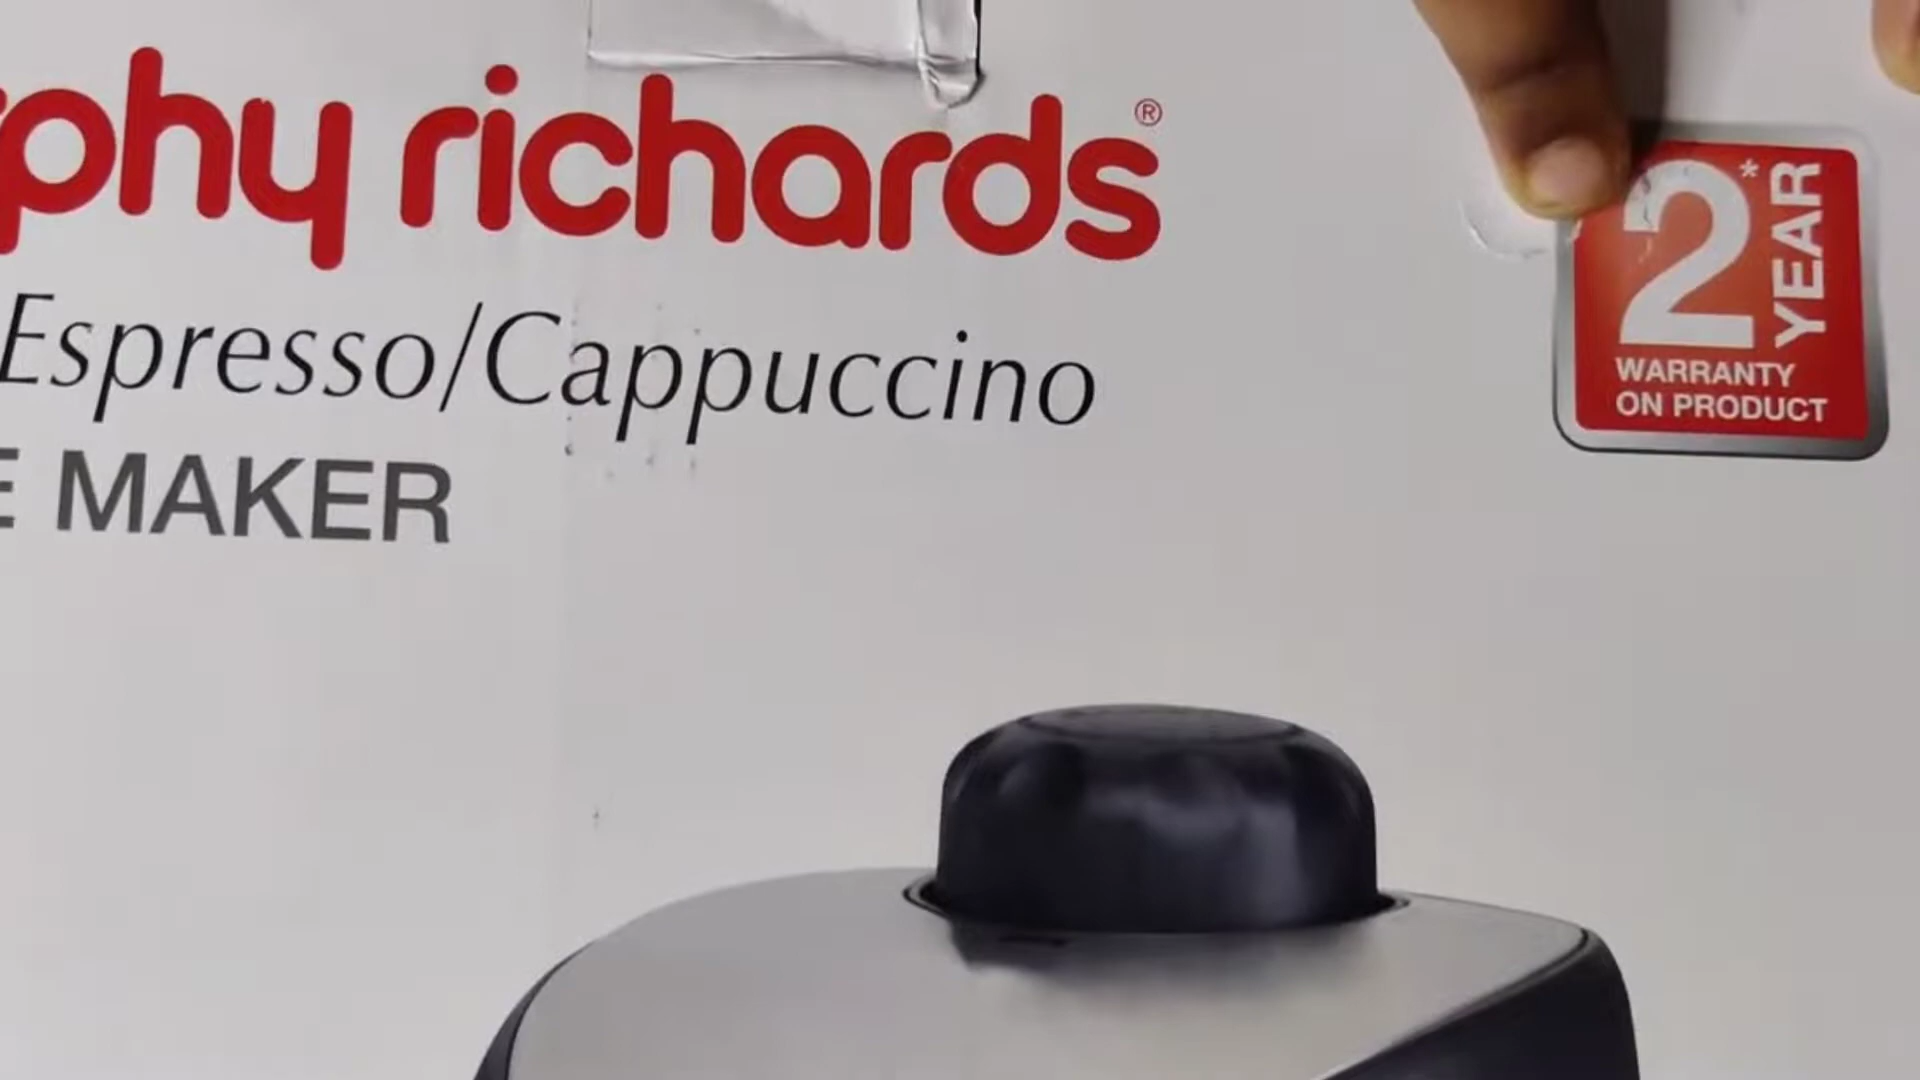 phy richards®
Espresso/Cappuccino
E MAKER
2* YEAR
WARRANTY
ON PRODUCT